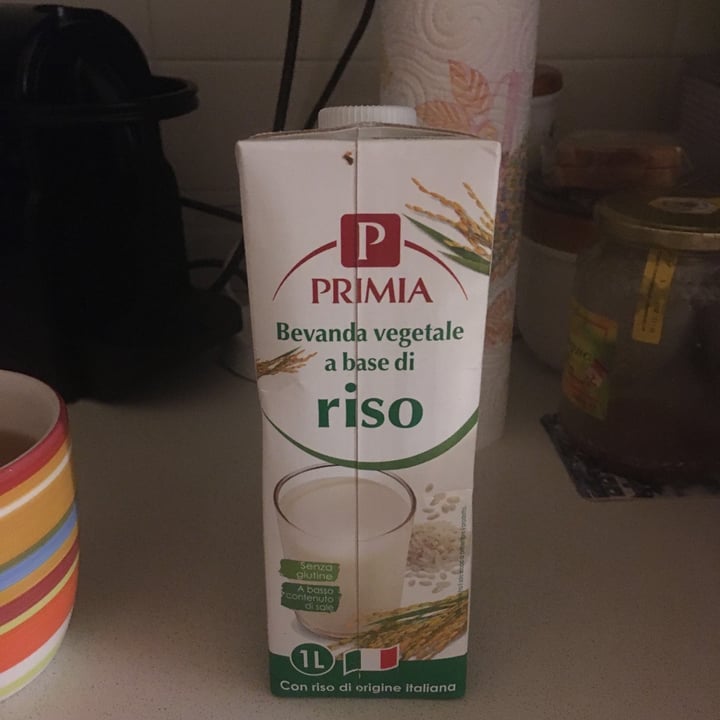 P
PRIMIA
Bevanda vegetale
a base di
riso
Senza
glutine
A basso
contenuto
di sale
1L
Con riso di origine italiana